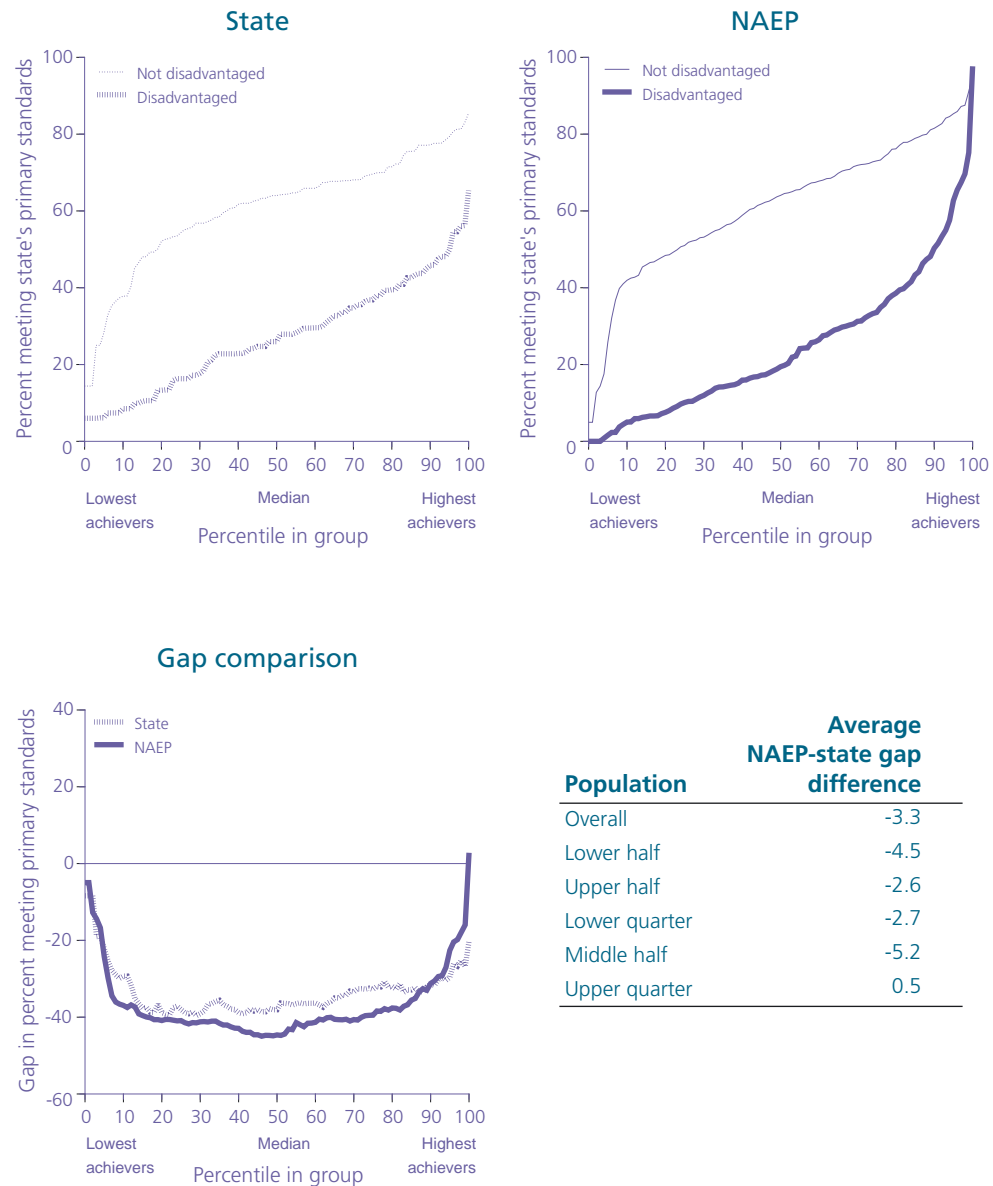 State
Percent meeting state's primary standards
100
80
60
40
20
0
Not disadvantaged
Disadvantaged
0 10 20 30 40 50 60 70 80 90 100
Lowest achievers
Median
Highest achievers
Percentile in group
NAEP
Percent meeting state's primary standards
100
80
60
40
20
0
Not disadvantaged
Disadvantaged
0 10 20 30 40 50 60 70 80 90 100
Lowest achievers
Median
Highest achievers
Percentile in group
Gap comparison
Gap in percent meeting primary standards
40
20
0
-20
-40
-60
State
NAEP
0 10 20 30 40 50 60 70 80 90 100
Lowest achievers
Median
Highest achievers
Percentile in group
Average
NAEP-state gap
Population difference
Overall -3.3
Lower half -4.5
Upper half -2.6
Lower quarter -2.7
Middle half -5.2
Upper quarter 0.5